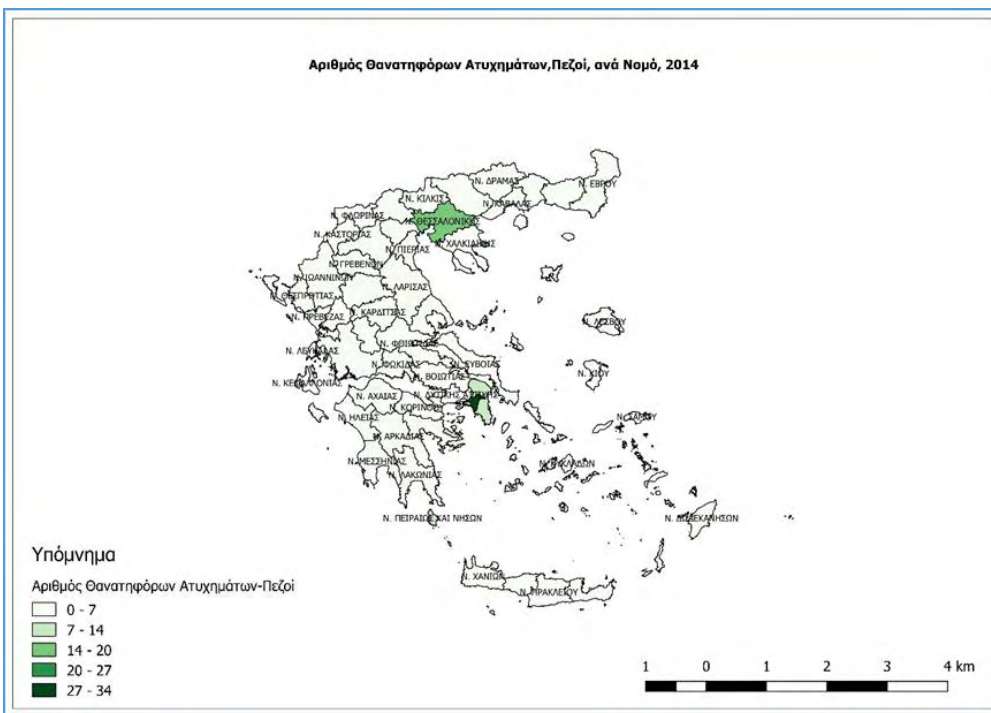 Αριθμός Θανατηφόρων Ατυχημάτων,Πεζοί, ανά Νομό, 2014
Ν. ΔΡΑΜΑΣ
Ν. ΕΒΡΟΥ
Ν. ΚΙΛΚΙΣ
Ν. ΚΑΒΑΛΑΣ
Ν. ΦΛΩΡΙΝΑΣ
Ν. ΘΕΣΣΑΛΟΝΙΚΗΣ
Ν. ΚΑΣΤΟΡΙΑΣ
Ν. ΠΙΕΡΙΑΣ
Ν. ΧΑΛΚΙΔΙΚΗΣ
Ν. ΓΡΕΒΕΝΩΝ
Ν. ΙΩΑΝΝΙΝΩΝ
Ν. ΛΑΡΙΣΑΣ
Ν. ΘΕΣΠΡΩΤΙΑΣ
Ν. ΠΡΕΒΕΖΑΣ
Ν. ΚΑΡΔΙΤΣΑΣ
Ν. ΛΕΣΒΟΥ
Ν. ΛΕΥΚΑΔΑΣ
Ν. ΦΘΙΩΤΙΔΑΣ
Ν. ΦΩΚΙΔΑΣ
Ν. ΕΥΒΟΙΑΣ
Ν. ΒΟΙΩΤΙΑΣ
Ν. ΧΙΟΥ
Ν. ΚΕΦΑΛΛΟΝΙΑΣ
Ν. ΑΧΑΙΑΣ
Ν. ΔΥΤΙΚΗΣ ΑΤΤΙΚΗΣ
Ν. ΚΟΡΙΝΘΙΑΣ
Ν. ΗΛΕΙΑΣ
Ν. ΣΑΜΟΥ
Ν. ΑΡΚΑΔΙΑΣ
Ν. ΜΕΣΣΗΝΙΑΣ
Ν. ΚΥΚΛΑΔΩΝ
Ν. ΛΑΚΩΝΙΑΣ
Ν. ΠΕΙΡΑΙΩΣ ΚΑΙ ΝΗΣΩΝ
Ν. ΔΩΔΕΚΑΝΗΣΩΝ
Ν. ΧΑΝΙΩΝ
Ν. ΗΡΑΚΛΕΙΟΥ
Υπόμνημα
Αριθμός Θανατηφόρων Ατυχημάτων-Πεζοί
0 - 7
7 - 14
14 - 20
20 - 27
27 - 34
1 0 1 2 3 4 km